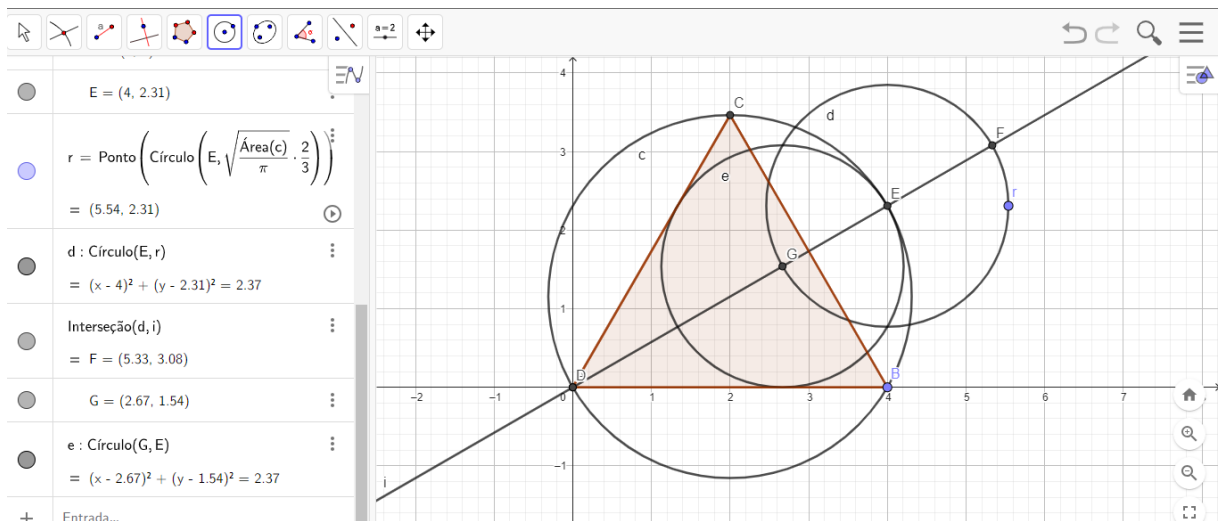 a=2
E = (4, 2.31)
r = Ponto(Círculo(E, √(Área(c)/π) · 2/3))
= (5.54, 2.31)
d : Círculo(E, r)
= (x - 4)² + (y - 2.31)² = 2.37
Interseção(d, i)
= F = (5.33, 3.08)
G = (2.67, 1.54)
e : Círculo(G, E)
= (x - 2.67)² + (y - 1.54)² = 2.37
+ Entrada...
4
C
d
F
3
c
e
E
r
2
G
1
D
B
−2 −1 0 1 2 3 4 5 6 7
−1
i